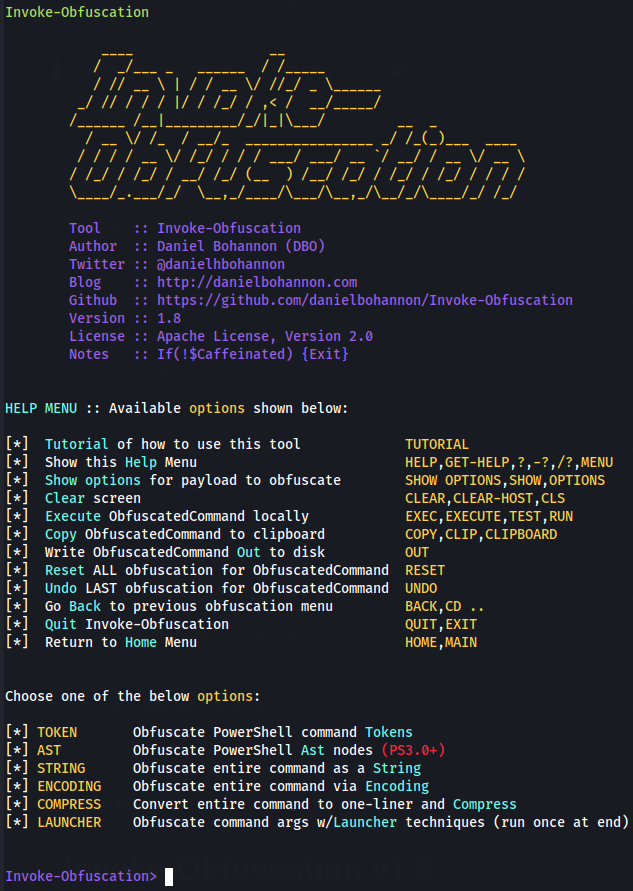 Invoke-Obfuscation
Invoke-
Obfuscation
Tool :: Invoke-Obfuscation
Author :: Daniel Bohannon (DBO)
Twitter :: @danielhbohannon
Blog :: http://danielbohannon.com
Github :: https://github.com/danielbohannon/Invoke-Obfuscation
Version :: 1.8
License :: Apache License, Version 2.0
Notes :: If(!$Caffeinated) {Exit}
HELP MENU :: Available options shown below:
[*] Tutorial of how to use this tool TUTORIAL
[*] Show this Help Menu HELP,GET-HELP,?,-?,/?,MENU
[*] Show options for payload to obfuscate SHOW OPTIONS,SHOW,OPTIONS
[*] Clear screen CLEAR,CLEAR-HOST,CLS
[*] Execute ObfuscatedCommand locally EXEC,EXECUTE,TEST,RUN
[*] Copy ObfuscatedCommand to clipboard COPY,CLIP,CLIPBOARD
[*] Write ObfuscatedCommand Out to disk OUT
[*] Reset ALL obfuscation for ObfuscatedCommand RESET
[*] Undo LAST obfuscation for ObfuscatedCommand UNDO
[*] Go Back to previous obfuscation menu BACK,CD ..
[*] Quit Invoke-Obfuscation QUIT,EXIT
[*] Return to Home Menu HOME,MAIN
Choose one of the below options:
[*] TOKEN Obfuscate PowerShell command Tokens
[*] AST Obfuscate PowerShell Ast nodes (PS3.0+)
[*] STRING Obfuscate entire command as a String
[*] ENCODING Obfuscate entire command via Encoding
[*] COMPRESS Convert entire command to one-liner and Compress
[*] LAUNCHER Obfuscate command args w/Launcher techniques (run once at end)
Invoke-Obfuscation>